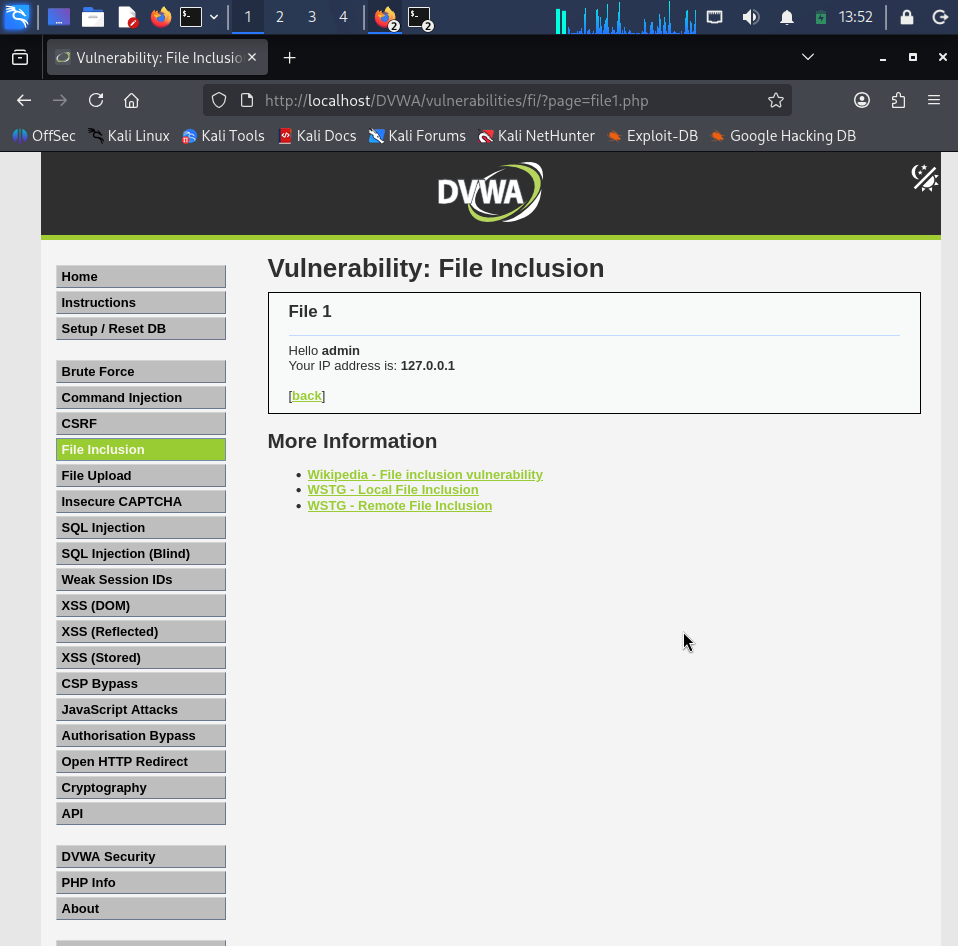 1 2 3 4 2 2 13:52
Vulnerability: File Inclusio
http://localhost/DVWA/vulnerabilities/fi/?page=file1.php
OffSec Kali Linux Kali Tools Kali Docs Kali Forums Kali NetHunter Exploit-DB Google Hacking DB
DVWA
Home
Instructions
Setup / Reset DB
Brute Force
Command Injection
CSRF
File Inclusion
File Upload
Insecure CAPTCHA
SQL Injection
SQL Injection (Blind)
Weak Session IDs
XSS (DOM)
XSS (Reflected)
XSS (Stored)
CSP Bypass
JavaScript Attacks
Authorisation Bypass
Open HTTP Redirect
Cryptography
API
DVWA Security
PHP Info
About
Vulnerability: File Inclusion
File 1
Hello admin
Your IP address is: 127.0.0.1
[back]
More Information
Wikipedia - File inclusion vulnerability
WSTG - Local File Inclusion
WSTG - Remote File Inclusion